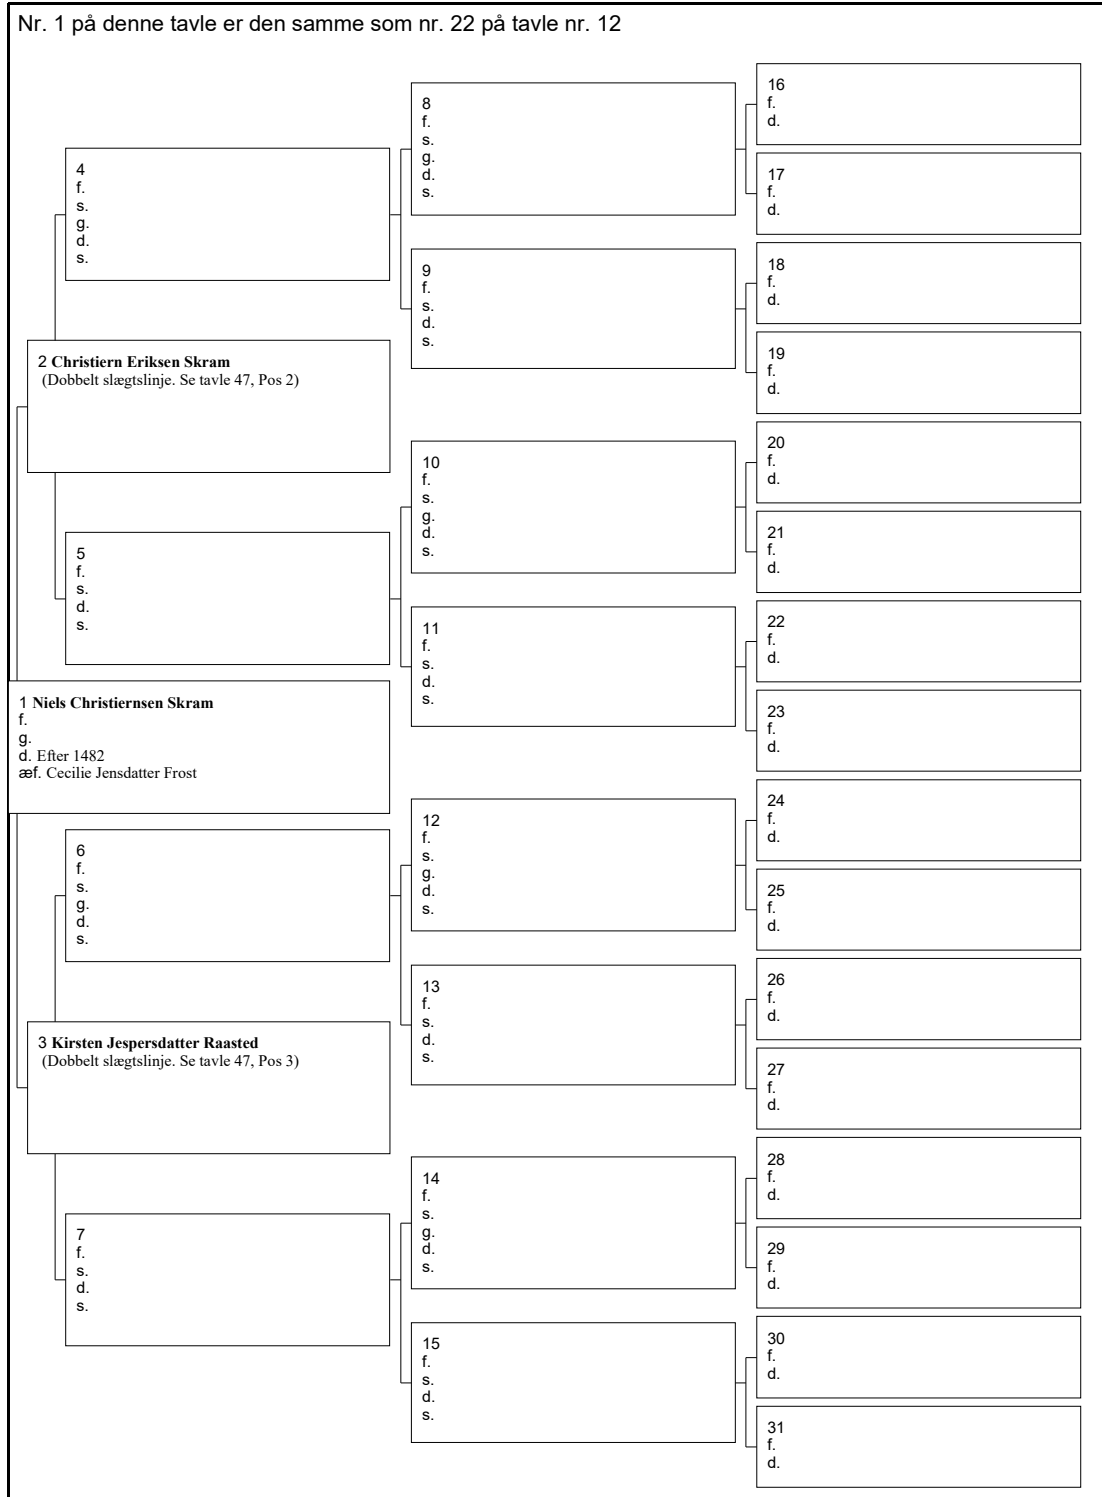 Nr. 1 på denne tavle er den samme som nr. 22 på tavle nr. 12
1 Niels Christiernsen Skram
f.
g.
d. Efter 1482
æf. Cecilie Jensdatter Frost
2 Christiern Eriksen Skram
(Dobbelt slægtslinje. Se tavle 47, Pos 2)
3 Kirsten Jespersdatter Raasted
(Dobbelt slægtslinje. Se tavle 47, Pos 3)
4
f.
s.
g.
d.
s.
5
f.
s.
d.
s.
6
f.
s.
g.
d.
s.
7
f.
s.
d.
s.
8
f.
s.
g.
d.
s.
9
f.
s.
d.
s.
10
f.
s.
g.
d.
s.
11
f.
s.
d.
s.
12
f.
s.
g.
d.
s.
13
f.
s.
d.
s.
14
f.
s.
g.
d.
s.
15
f.
s.
d.
s.
16
f.
d.
17
f.
d.
18
f.
d.
19
f.
d.
20
f.
d.
21
f.
d.
22
f.
d.
23
f.
d.
24
f.
d.
25
f.
d.
26
f.
d.
27
f.
d.
28
f.
d.
29
f.
d.
30
f.
d.
31
f.
d.